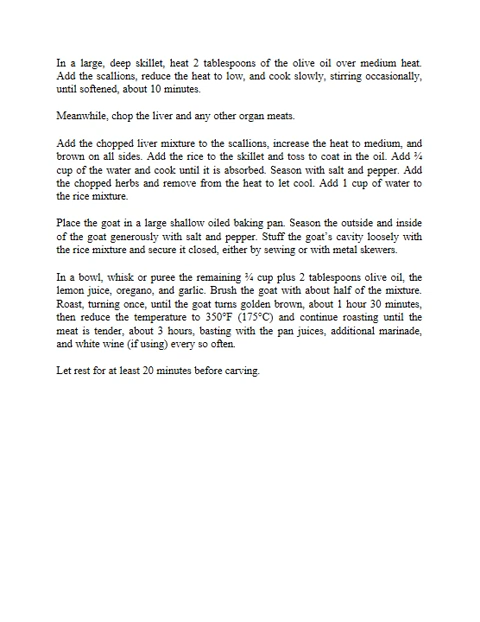 In a large, deep skillet, heat 2 tablespoons of the olive oil over medium heat.
Add the scallions, reduce the heat to low, and cook slowly, stirring occasionally,
until softened, about 10 minutes.
Meanwhile, chop the liver and any other organ meats.
Add the chopped liver mixture to the scallions, increase the heat to medium, and
brown on all sides. Add the rice to the skillet and toss to coat in the oil. Add ¾
cup of the water and cook until it is absorbed. Season with salt and pepper. Add
the chopped herbs and remove from the heat to let cool. Add 1 cup of water to
the rice mixture.
Place the goat in a large shallow oiled baking pan. Season the outside and inside
of the goat generously with salt and pepper. Stuff the goat's cavity loosely with
the rice mixture and secure it closed, either by sewing or with metal skewers.
In a bowl, whisk or puree the remaining ¾ cup plus 2 tablespoons olive oil, the
lemon juice, oregano, and garlic. Brush the goat with about half of the mixture.
Roast, turning once, until the goat turns golden brown, about 1 hour 30 minutes,
then reduce the temperature to 350°F (175°C) and continue roasting until the
meat is tender, about 3 hours, basting with the pan juices, additional marinade,
and white wine (if using) every so often.
Let rest for at least 20 minutes before carving.